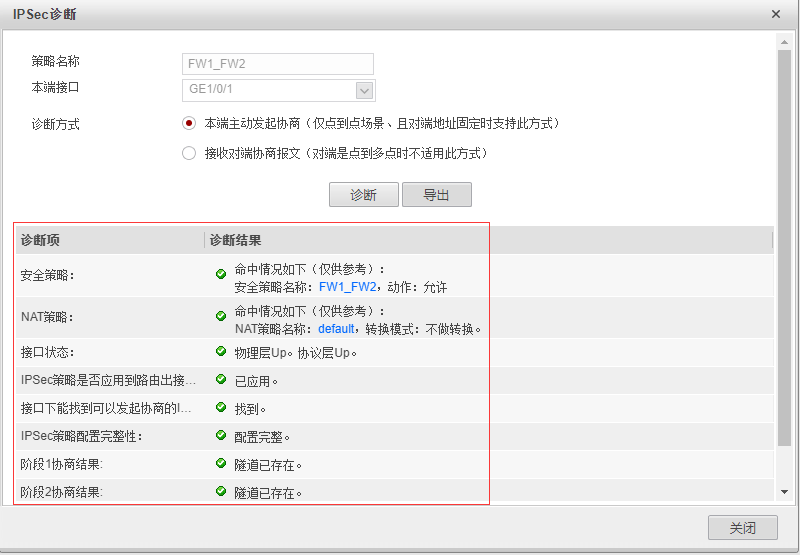 IPSec诊断
策略名称 FW1_FW2
本端接口 GE1/0/1
诊断方式 本端主动发起协商（仅点到点场景、且对端地址固定时支持此方式）
接收对端协商报文（对端是点到多点时不适用此方式）
诊断 导出
诊断项 诊断结果
安全策略： 命中情况如下（仅供参考）：
安全策略名称：FW1_FW2，动作：允许
NAT策略： 命中情况如下（仅供参考）：
NAT策略名称：default，转换模式：不做转换。
接口状态： 物理层Up。协议层Up。
IPSec策略是否应用到路由出接... 已应用。
接口下能找到可以发起协商的I... 找到。
IPSec策略配置完整性： 配置完整。
阶段1协商结果: 隧道已存在。
阶段2协商结果: 隧道已存在。
关闭